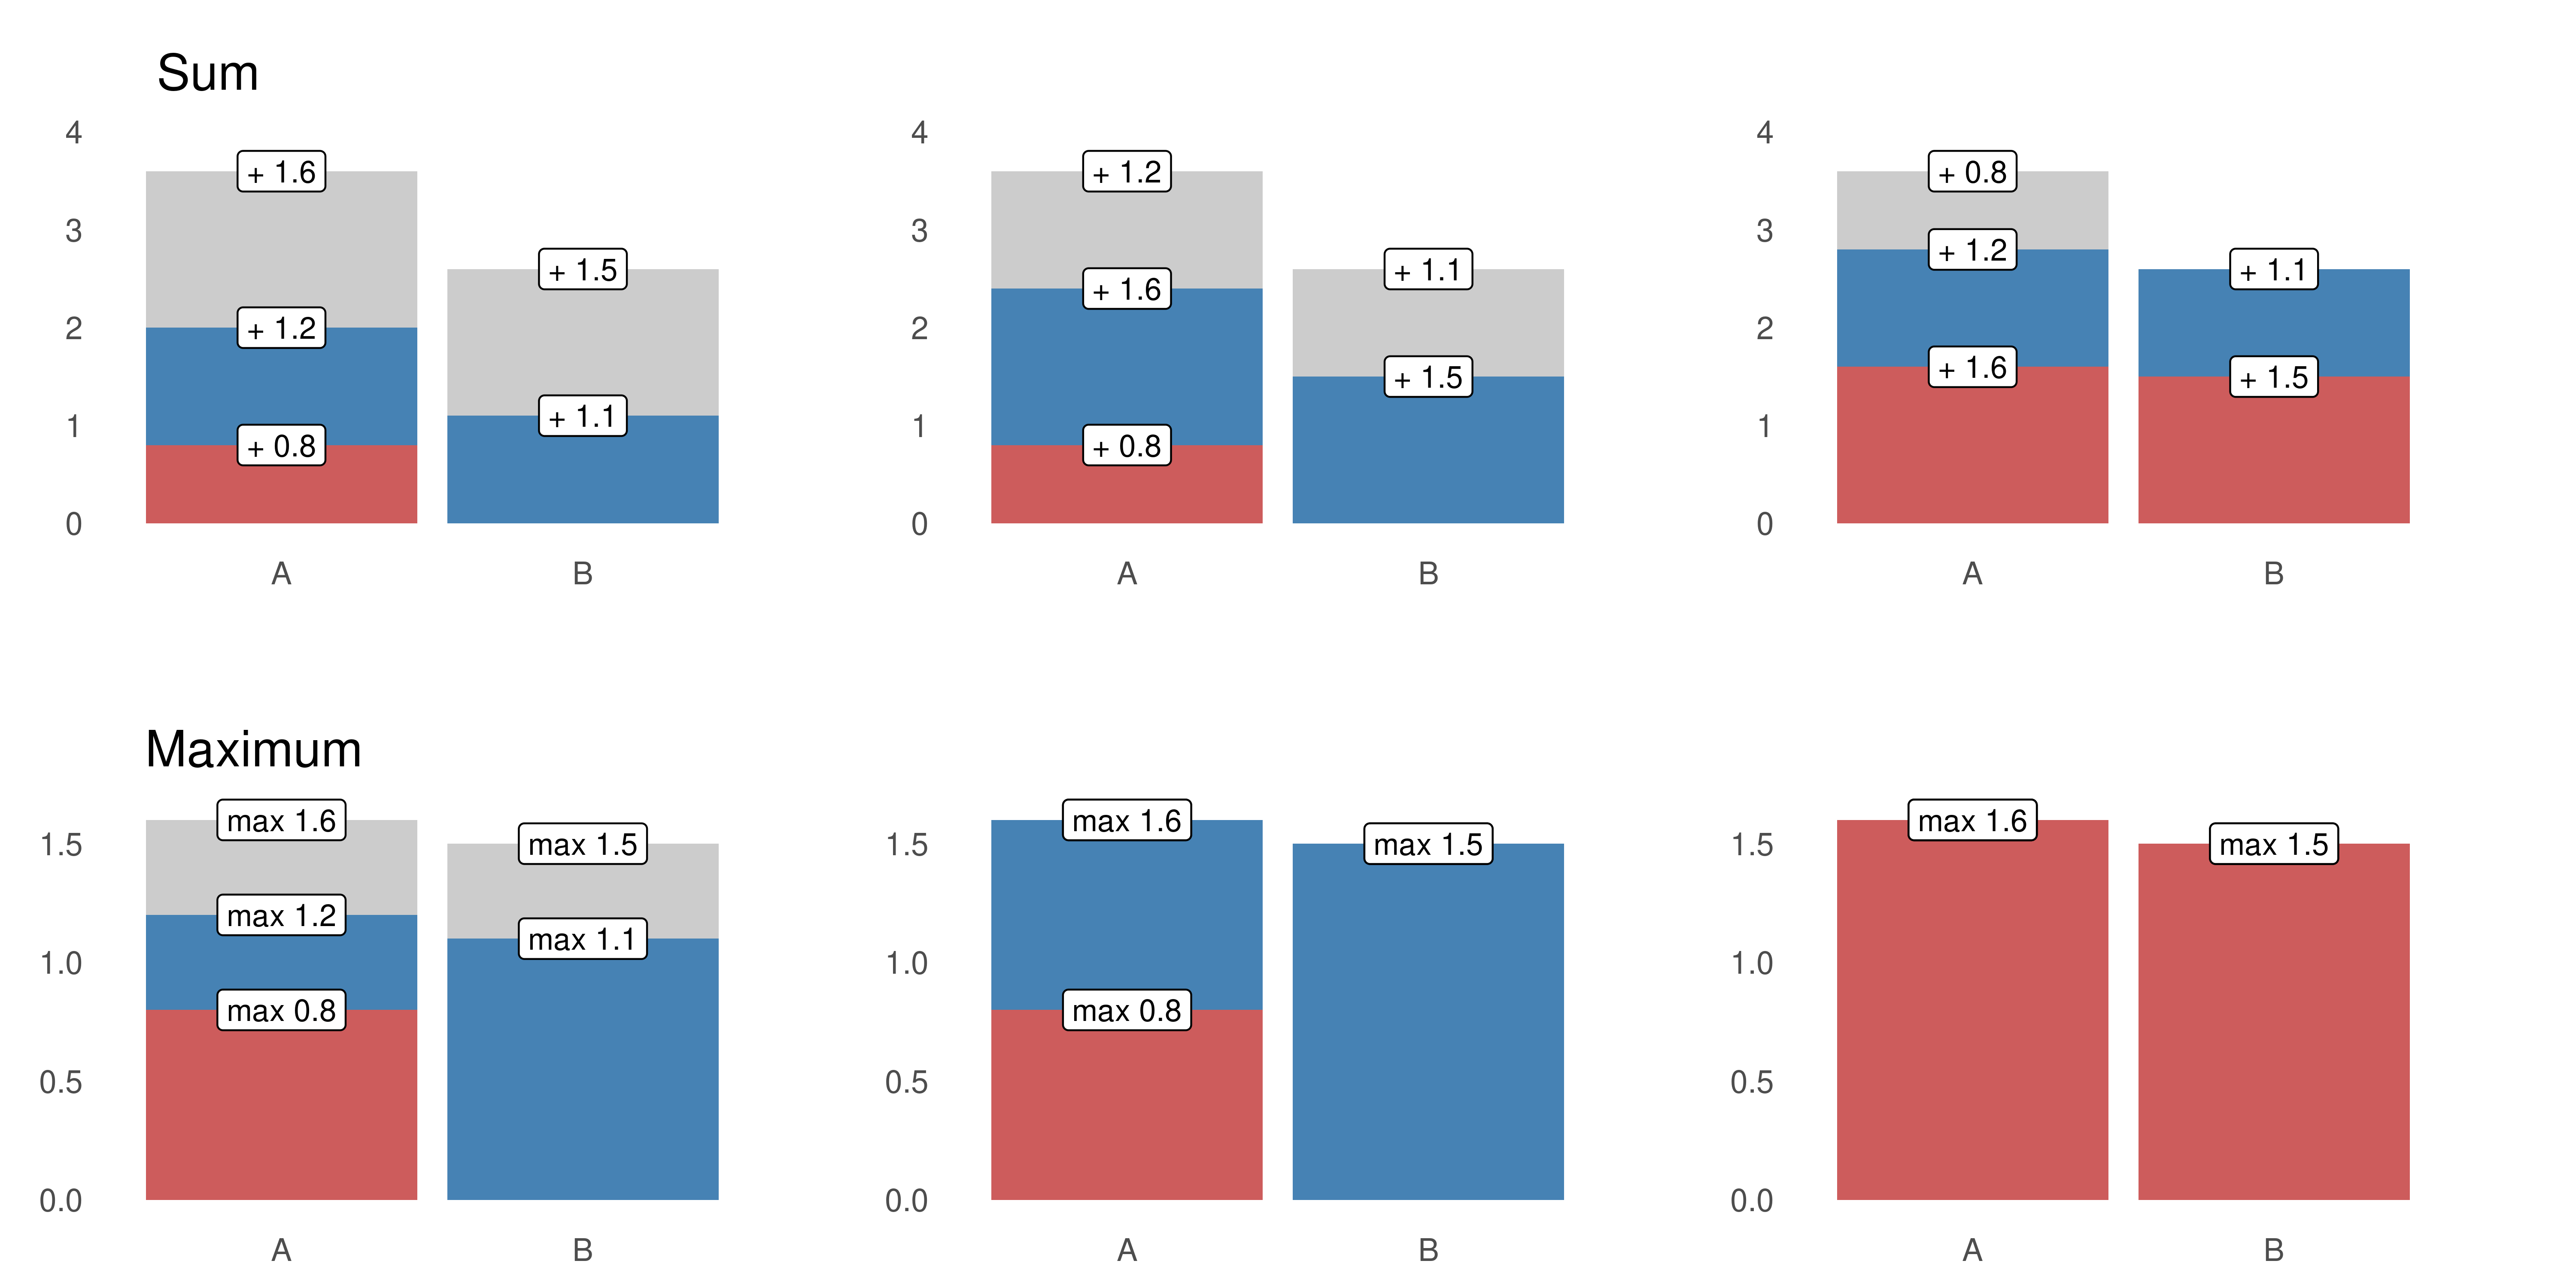 Sum
4 4 4
+ 1.6 + 1.2 + 0.8
3 3 3
+ 1.5 + 1.1 + 1.2 + 1.1
2 2 2
+ 1.2 + 1.6
+ 1.1 + 1.5 + 1.6 + 1.5
1 1 1
+ 0.8 + 0.8
0 0 0
A B A B A B
Maximum
max 1.6 max 1.6 max 1.6
1.5 max 1.5 1.5 max 1.5 1.5 max 1.5
max 1.2
max 1.1
1.0 1.0 1.0
max 0.8 max 0.8
0.5 0.5 0.5
0.0 0.0 0.0
A B A B A B